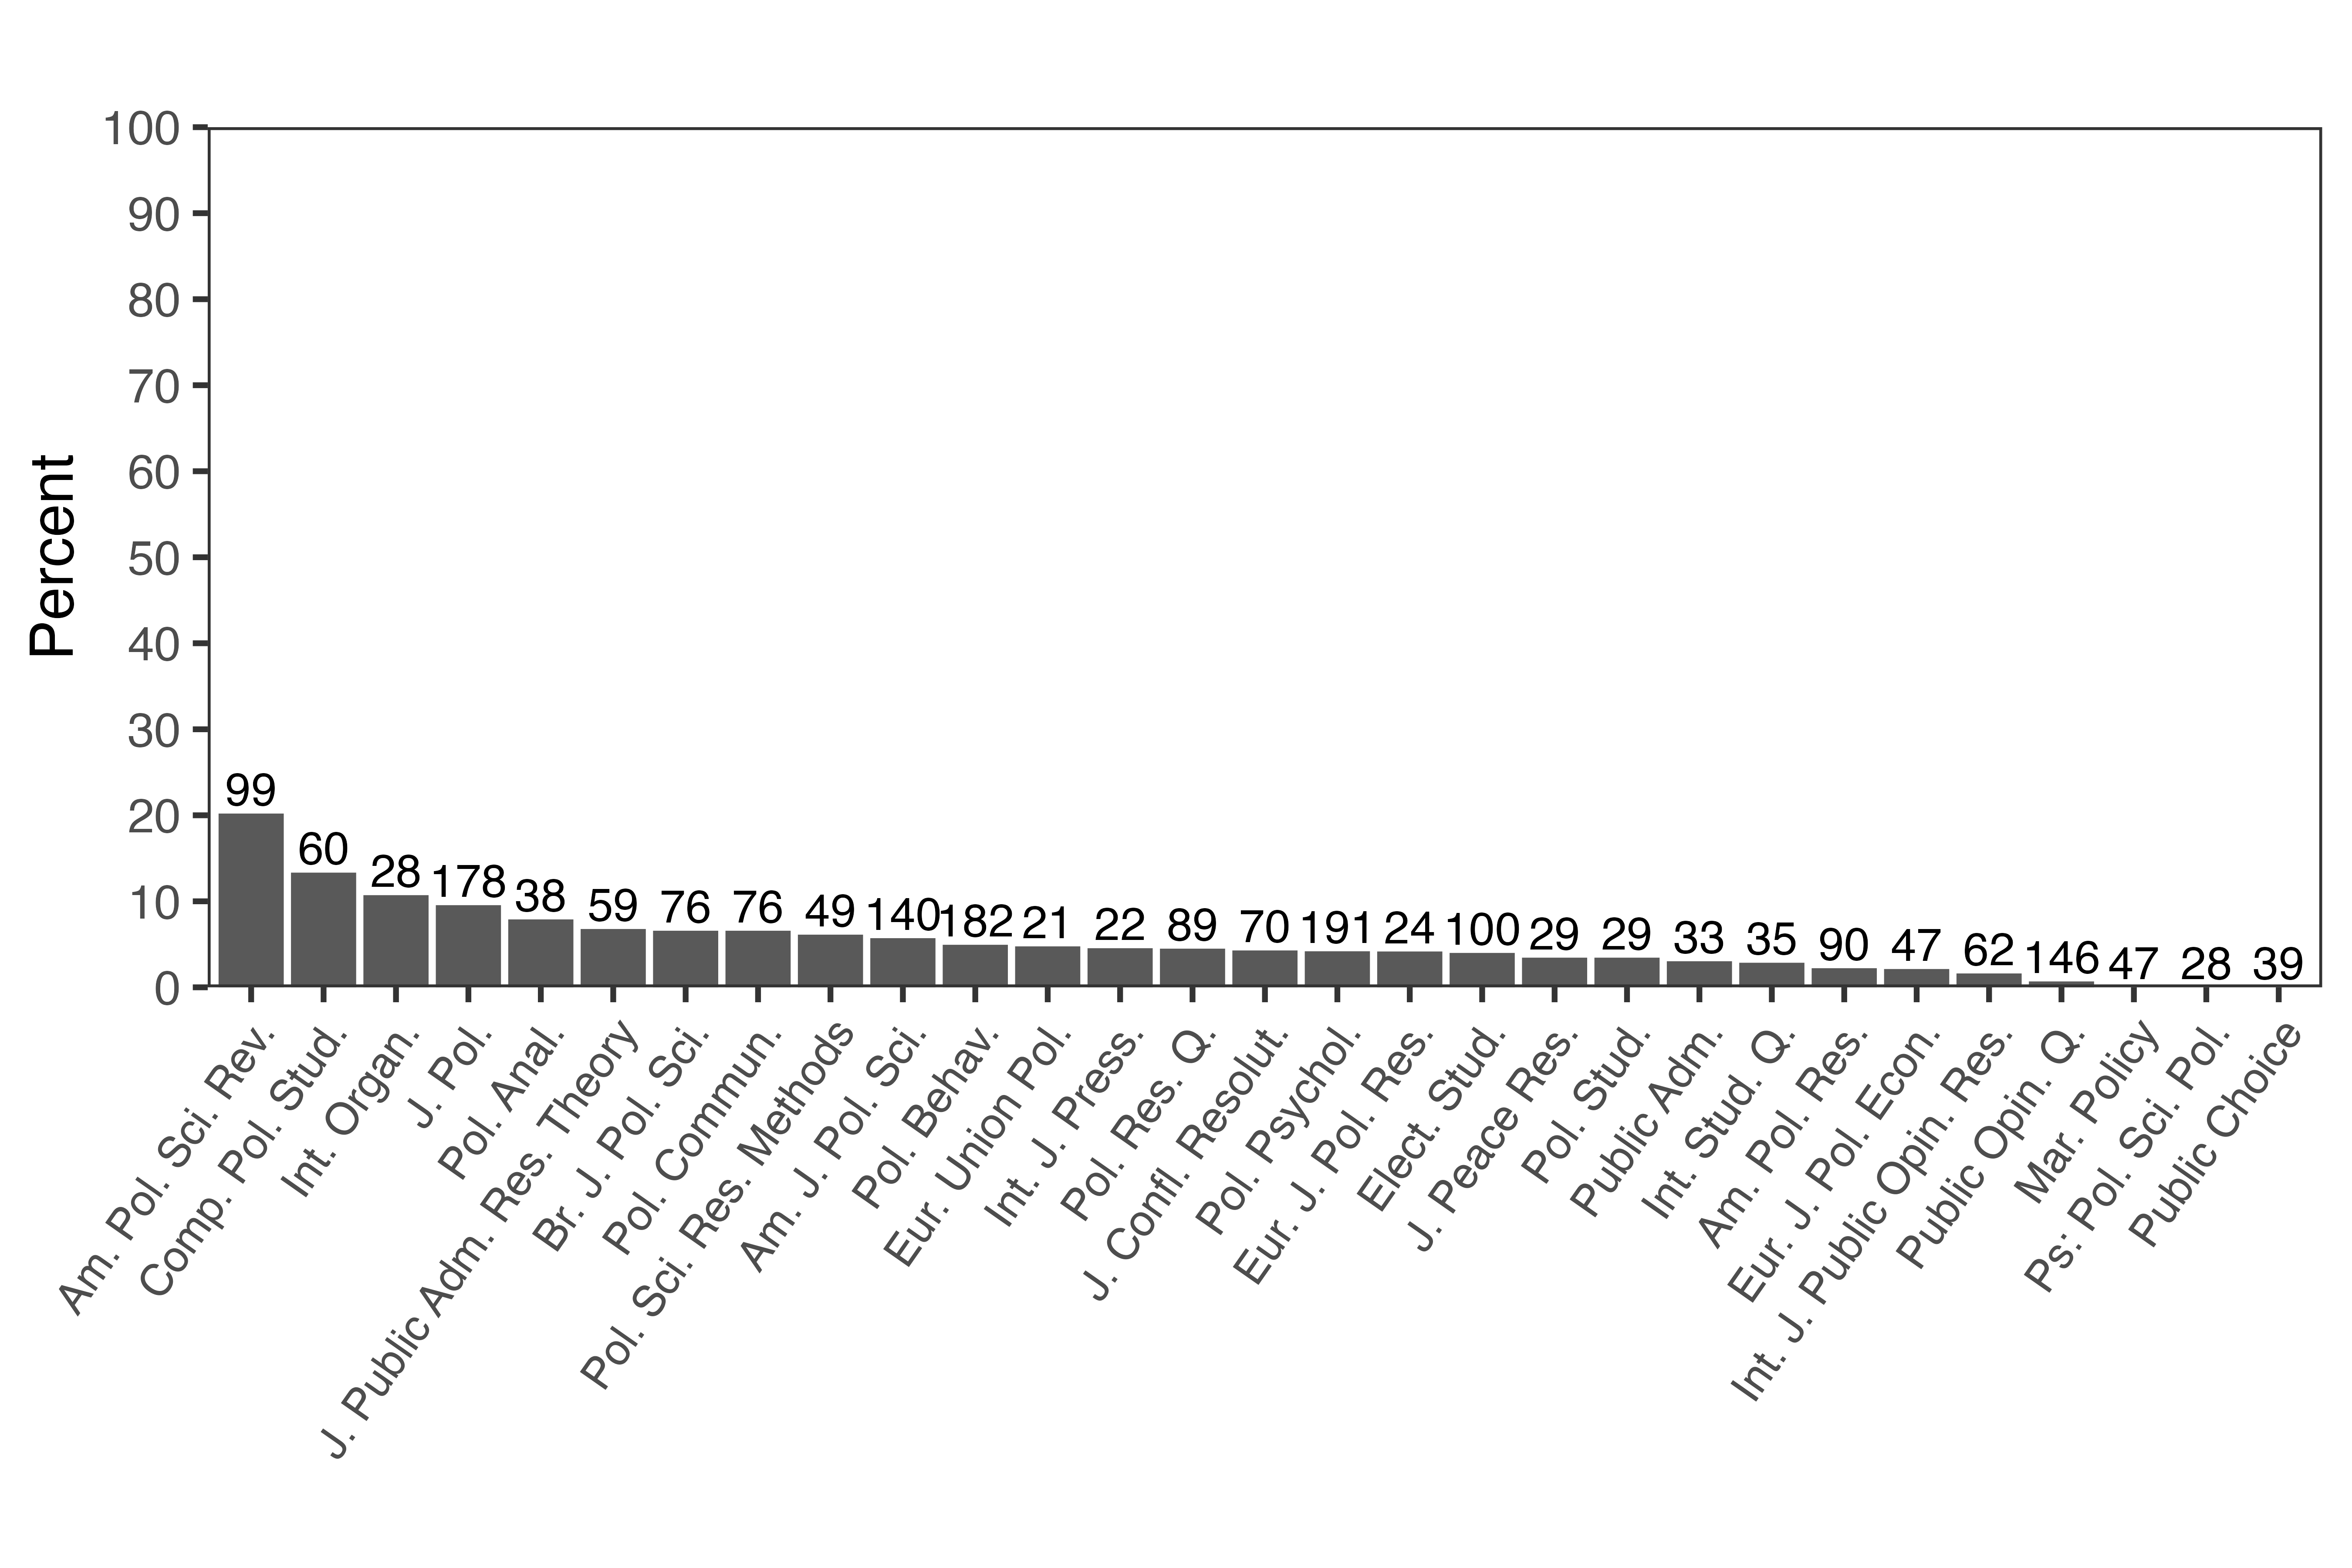 Percent
100
90
80
70
60
50
40
30
20
10
0
99
60
28
178
38
59
76
76
49
140
182
21
22
89
70
191
24
100
29
29
33
35
90
47
62
146
47
28
39
Am. Pol. Sci. Rev.
Comp. Pol. Stud.
Int. Organ.
J. Pol.
Pol. Anal.
J. Public Adm. Res. Theory
Br. J. Pol. Sci.
Pol. Commun.
Pol. Sci. Res. Methods
Am. J. Pol. Sci.
Pol. Behav.
Eur. Union Pol.
Int. J. Press.
Pol. Res. Q.
J. Confl. Resolut.
Pol. Psychol.
Eur. J. Pol. Res.
Elect. Stud.
J. Peace Res.
Pol. Stud.
Public Adm.
Int. Stud. Q.
Am. Pol. Res.
Eur. J. Pol. Econ.
Int. J. Public Opin. Res.
Public Opin. Q.
Mar. Policy
Ps: Pol. Sci. Pol.
Public Choice